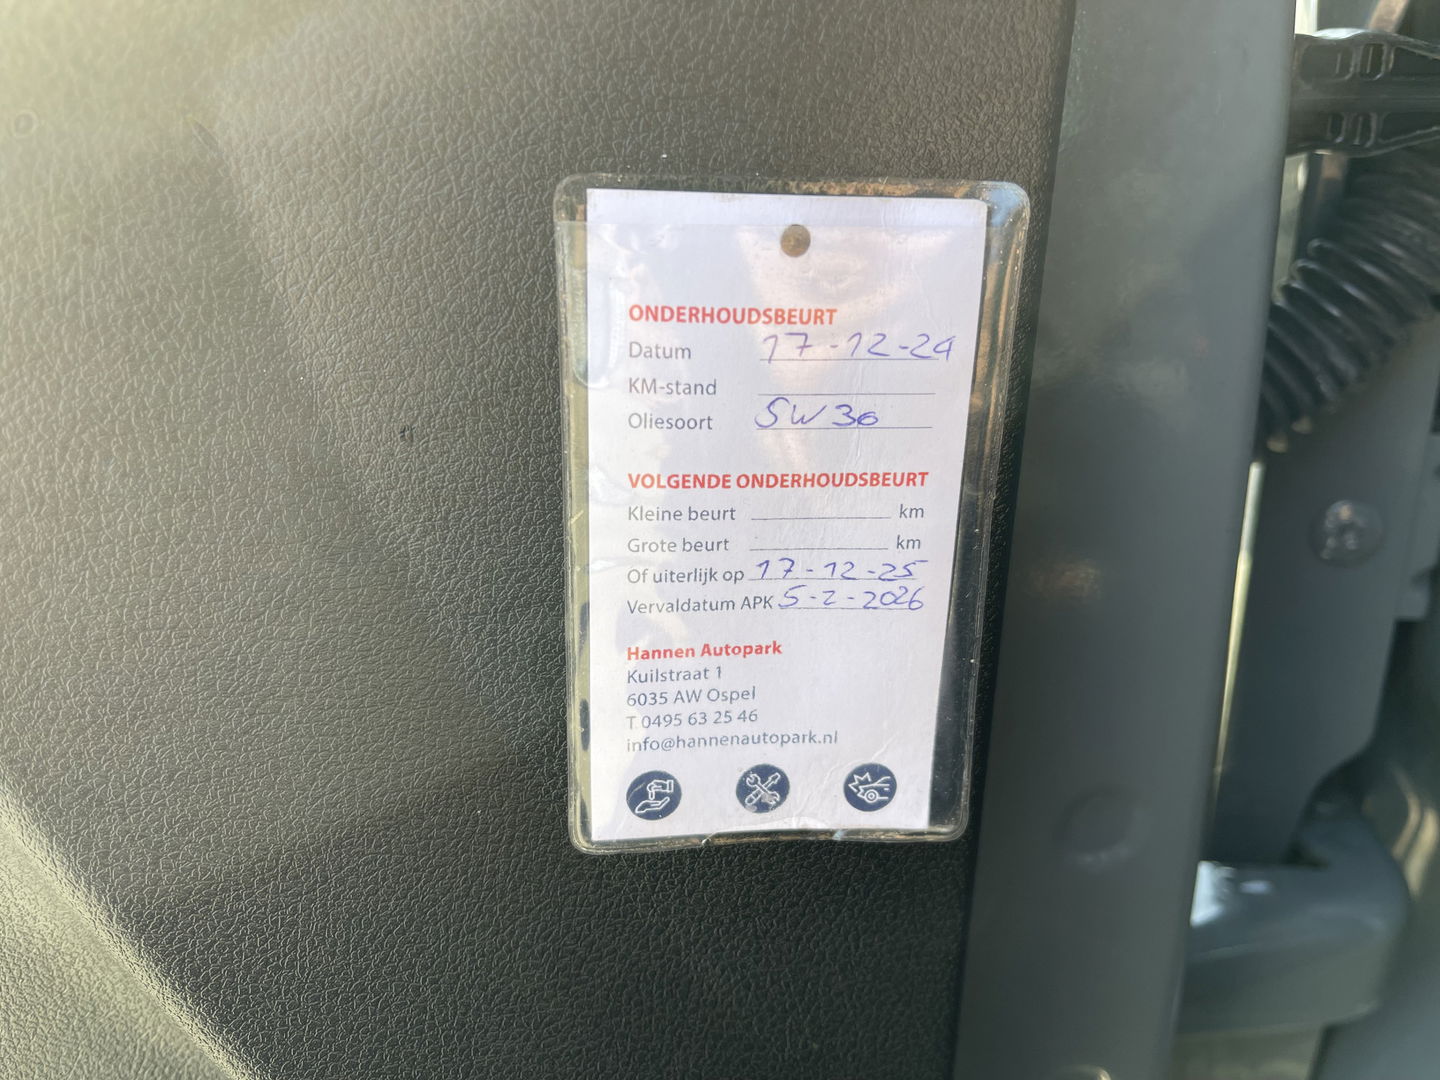 ONDERHOUDSBEURT
Datum 17-12-24
KM-stand
Oliesoort 5W30
VOLGENDE ONDERHOUDSBEURT
Kleine beurt km
Grote beurt km
Of uiterlijk op 17-12-25
Vervaldatum APK 5-2-2026
Hannen Autopark
Kuilstraat 1
6035 AW Ospel
T. 0495 63 25 46
info@hannenautopark.nl